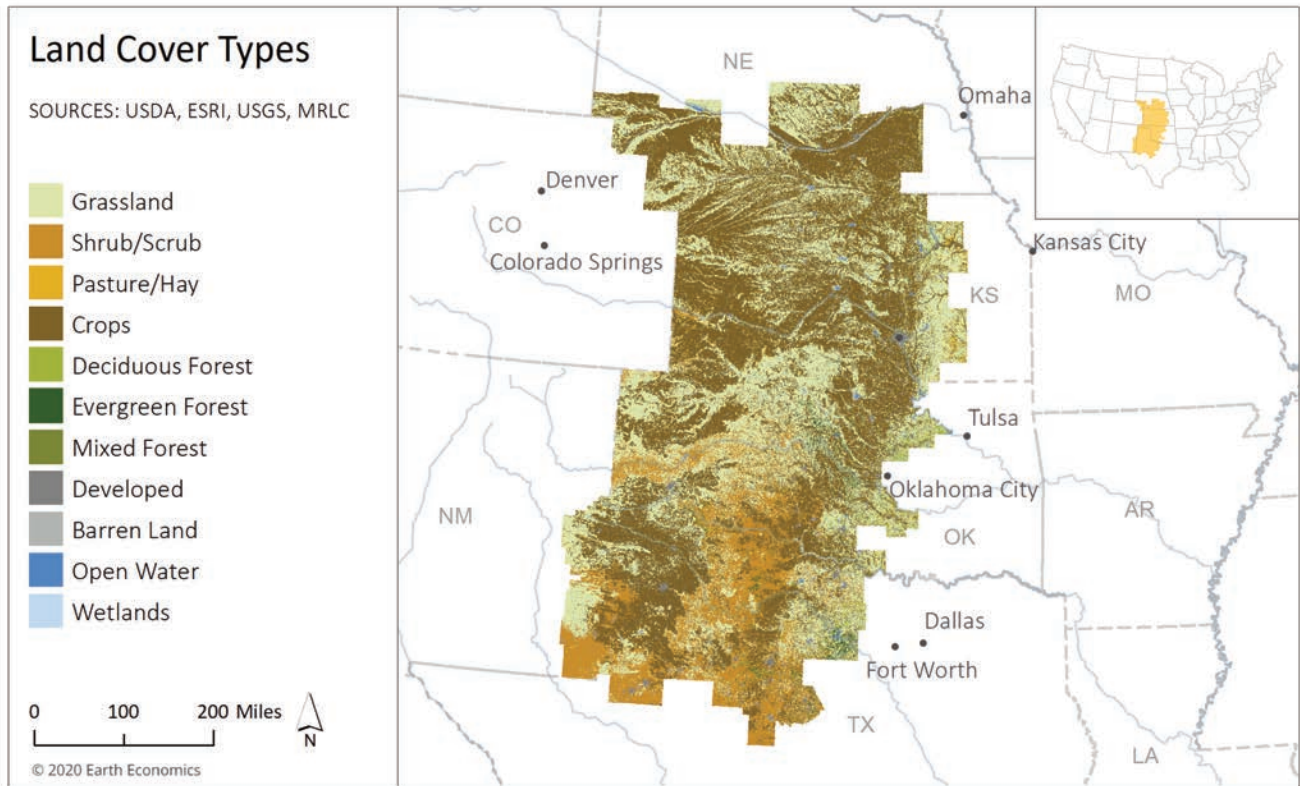 Land Cover Types
SOURCES: USDA, ESRI, USGS, MRLC
Grassland
Shrub/Scrub
Pasture/Hay
Crops
Deciduous Forest
Evergreen Forest
Mixed Forest
Developed
Barren Land
Open Water
Wetlands
0 100 200 Miles
N
© 2020 Earth Economics
NE
Omaha
Denver
CO
Colorado Springs
Kansas City
KS
MO
Tulsa
Oklahoma City
NM
OK
AR
Dallas
Fort Worth
TX
LA